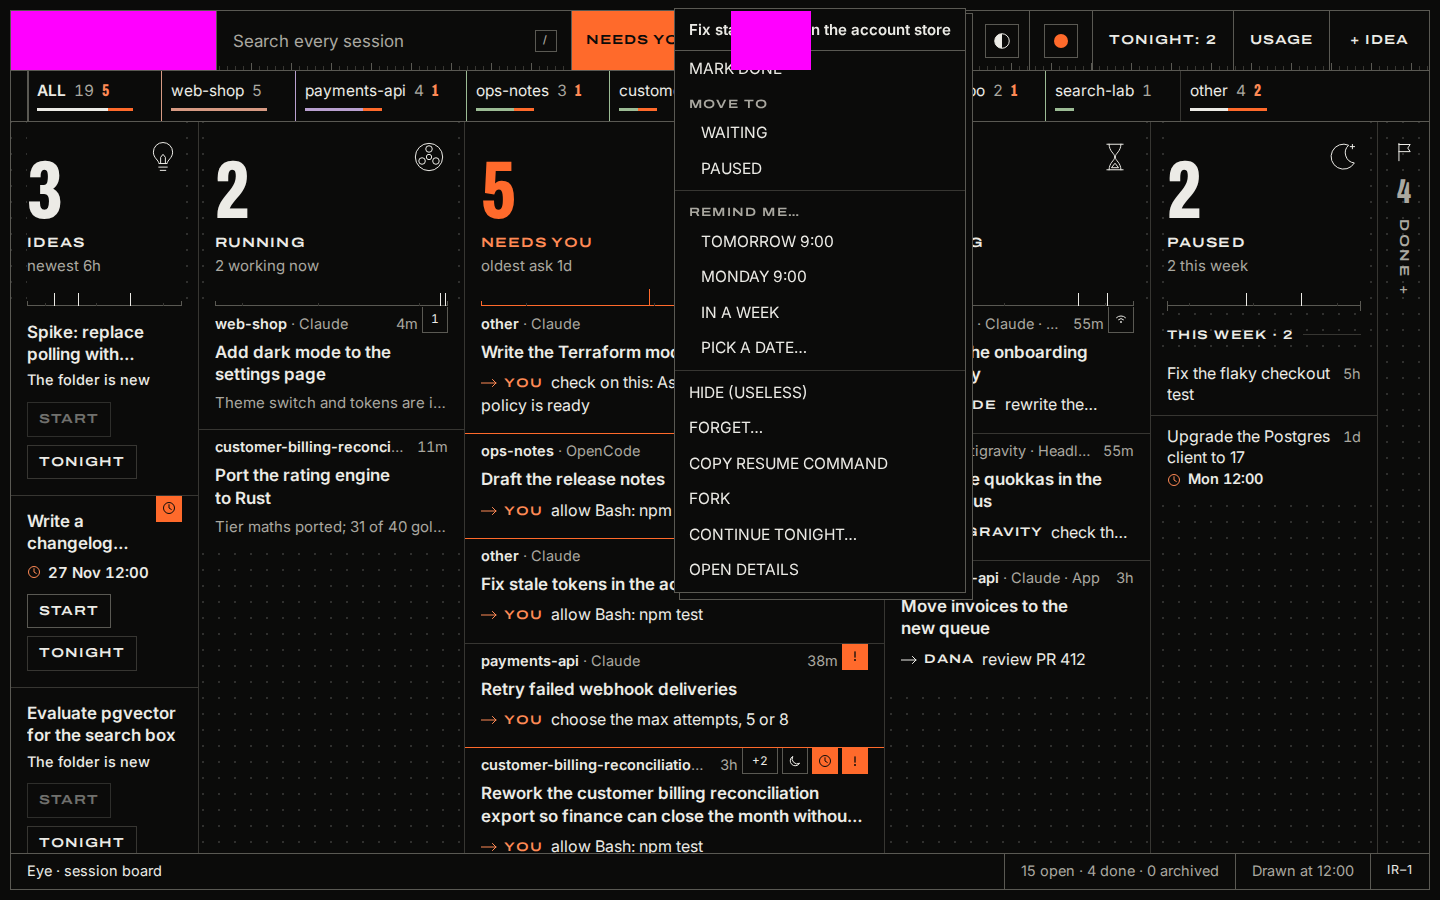 Search every session /
NEEDS YO
TONIGHT: 2
USAGE
+ IDEA
ALL 19 5
web-shop 5
payments-api 4 1
ops-notes 3 1
custome
oo 2 1
search-lab 1
other 4 2
3
IDEAS
newest 6h
Spike: replace
polling with…
The folder is new
START
TONIGHT
Write a
changelog…
27 Nov 12:00
START
TONIGHT
Evaluate pgvector
for the search box
The folder is new
START
TONIGHT
2
RUNNING
2 working now
web-shop · Claude 4m 1
Add dark mode to the
settings page
Theme switch and tokens are i…
customer-billing-reconci… 11m
Port the rating engine
to Rust
Tier maths ported; 31 of 40 gol…
5
NEEDS YOU
oldest ask 1d
other · Claude
Write the Terraform mod
→ YOU check on this: As
policy is ready
ops-notes · OpenCode
Draft the release notes
→ YOU allow Bash: npm
other · Claude
Fix stale tokens in the ac
→ YOU allow Bash: npm test
payments-api · Claude 38m !
Retry failed webhook deliveries
→ YOU choose the max attempts, 5 or 8
customer-billing-reconciliatio… 3h +2 !
Rework the customer billing reconciliation
export so finance can close the month withou…
→ YOU allow Bash: npm test
Fix sta
n the account store
MARK DONE
MOVE TO
WAITING
PAUSED
REMIND ME…
TOMORROW 9:00
MONDAY 9:00
IN A WEEK
PICK A DATE…
HIDE (USELESS)
FORGET…
COPY RESUME COMMAND
FORK
CONTINUE TONIGHT…
OPEN DETAILS
G
· Claude · … 55m
he onboarding
y
DE rewrite the…
tigravity · Headl… 55m
e quokkas in the
us
GRAVITY check th…
-api · Claude · App 3h
Move invoices to the
new queue
→ DANA review PR 412
2
PAUSED
2 this week
THIS WEEK · 2
Fix the flaky checkout 5h
test
Upgrade the Postgres 1d
client to 17
Mon 12:00
4
DONE +
Eye · session board
15 open · 4 done · 0 archived
Drawn at 12:00
IR–1